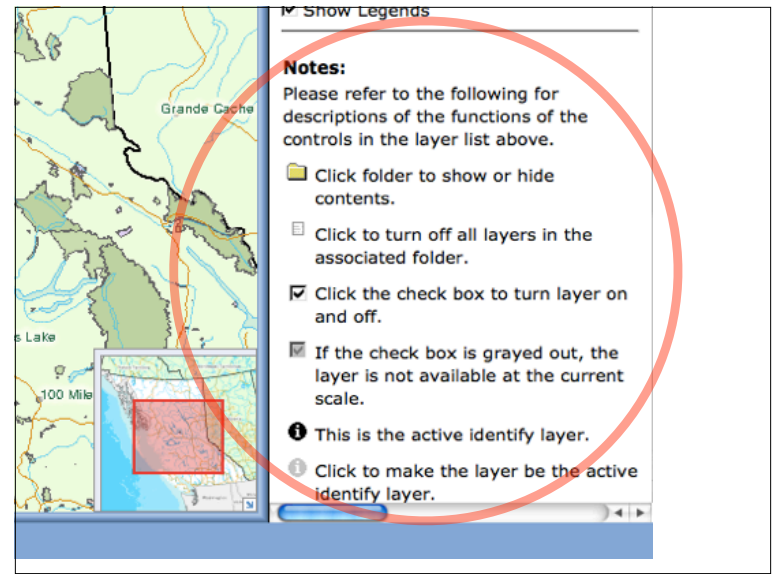 Show Legends
Notes:
Please refer to the following for
descriptions of the functions of the
controls in the layer list above.
Click folder to show or hide
contents.
Click to turn off all layers in the
associated folder.
Click the check box to turn layer on
and off.
If the check box is grayed out, the
layer is not available at the current
scale.
This is the active identify layer.
Click to make the layer be the active
identify layer.
Grande Cache
s Lake
100 Mile